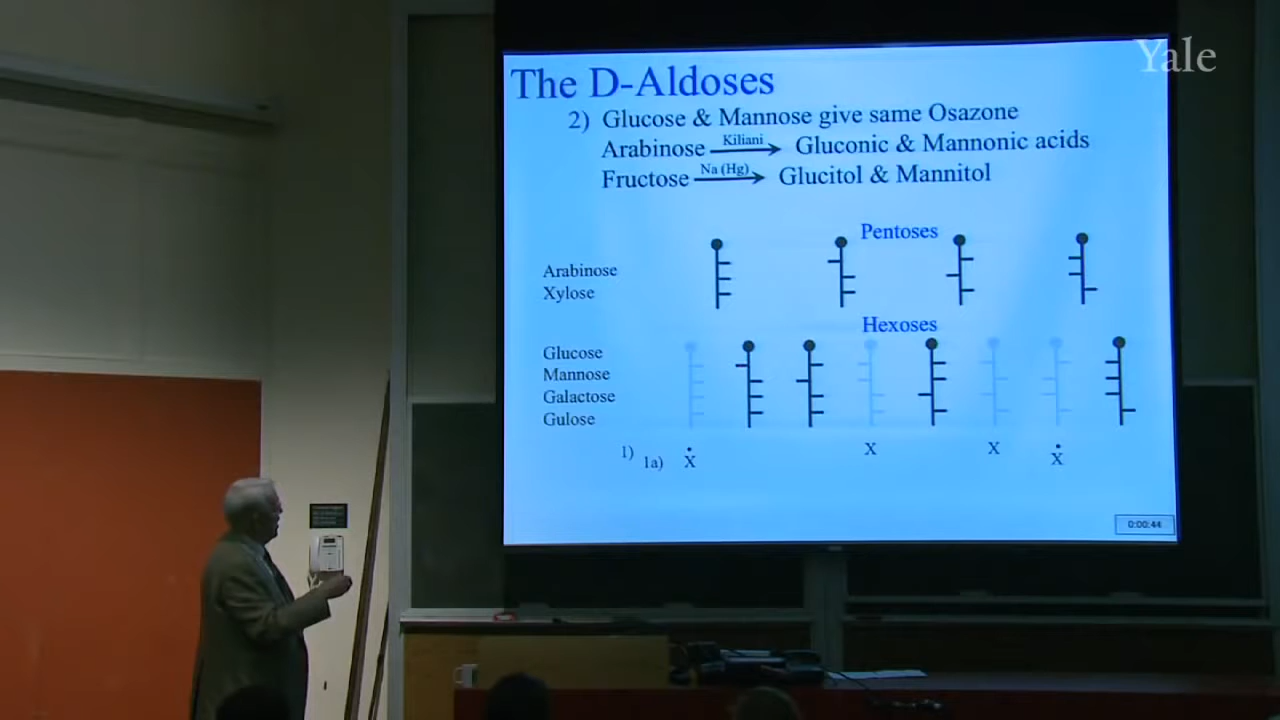 Yale
The D-Aldoses
2) Glucose & Mannose give same Osazone
Arabinose Kiliani Gluconic & Mannonic acids
Fructose Na (Hg) Glucitol & Mannitol
Pentoses
Arabinose
Xylose
Hexoses
Glucose
Mannose
Galactose
Gulose
1) 1a) Ẋ X X Ẋ
0:00:44